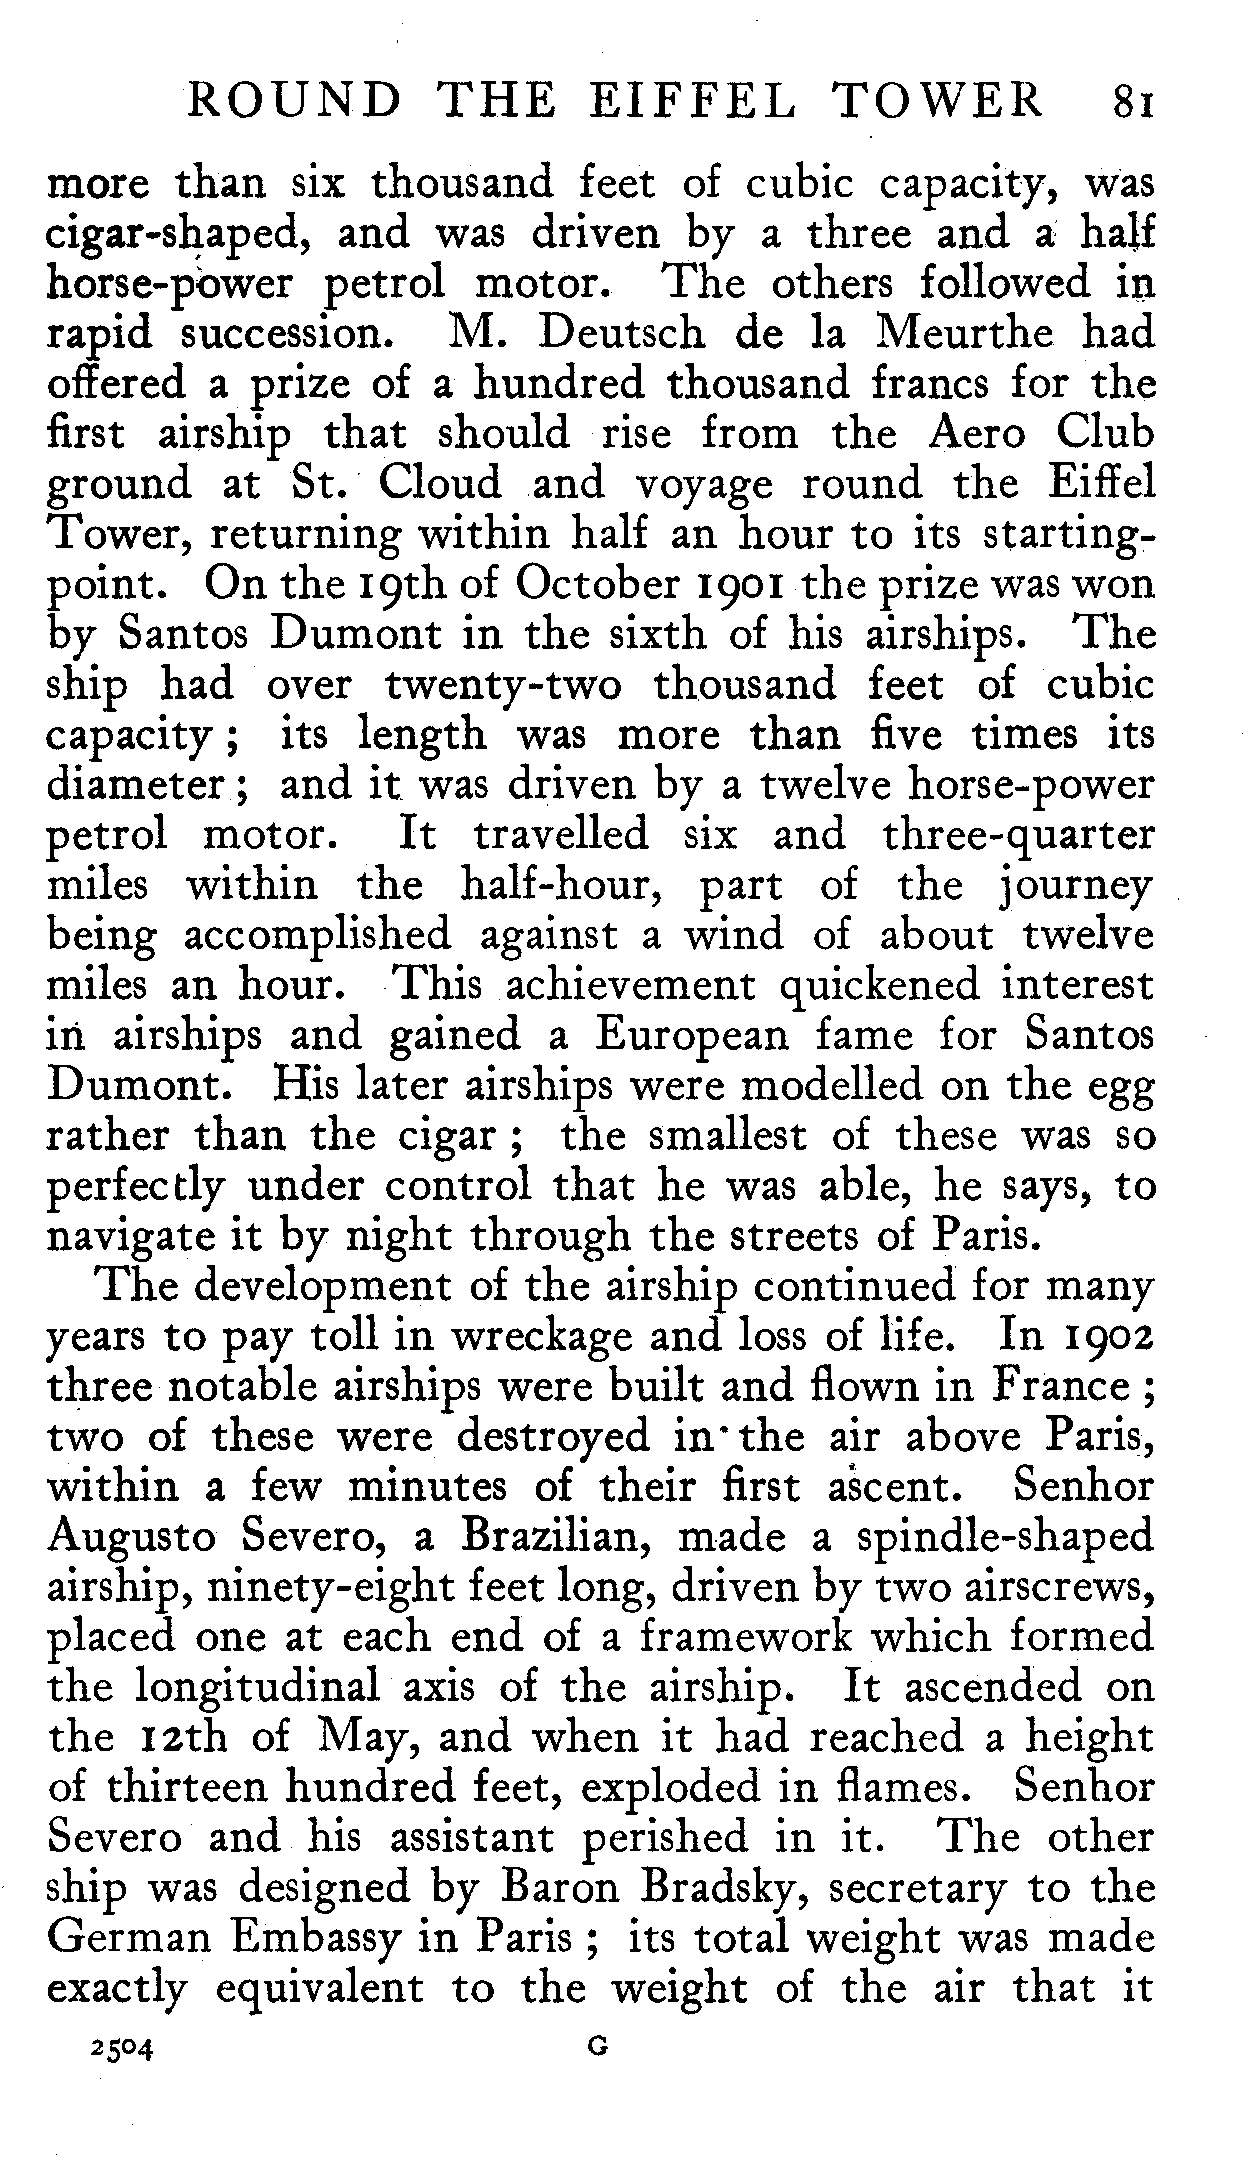 ROUND THE EIFFEL TOWER 81
more than six thousand feet of cubic capacity, was
cigar-shaped, and was driven by a three and a half
horse-power petrol motor. The others followed in
rapid succession. M. Deutsch de la Meurthe had
offered a prize of a hundred thousand francs for the
first airship that should rise from the Aero Club
ground at St. Cloud and voyage round the Eiffel
Tower, returning within half an hour to its starting-
point. On the 19th of October 1901 the prize was won
by Santos Dumont in the sixth of his airships. The
ship had over twenty-two thousand feet of cubic
capacity ; its length was more than five times its
diameter ; and it was driven by a twelve horse-power
petrol motor. It travelled six and three-quarter
miles within the half-hour, part of the journey
being accomplished against a wind of about twelve
miles an hour. This achievement quickened interest
in airships and gained a European fame for Santos
Dumont. His later airships were modelled on the egg
rather than the cigar ; the smallest of these was so
perfectly under control that he was able, he says, to
navigate it by night through the streets of Paris.
The development of the airship continued for many
years to pay toll in wreckage and loss of life. In 1902
three notable airships were built and flown in France ;
two of these were destroyed in the air above Paris,
within a few minutes of their first ascent. Senhor
Augusto Severo, a Brazilian, made a spindle-shaped
airship, ninety-eight feet long, driven by two airscrews,
placed one at each end of a framework which formed
the longitudinal axis of the airship. It ascended on
the 12th of May, and when it had reached a height
of thirteen hundred feet, exploded in flames. Senhor
Severo and his assistant perished in it. The other
ship was designed by Baron Bradsky, secretary to the
German Embassy in Paris ; its total weight was made
exactly equivalent to the weight of the air that it
2504 G